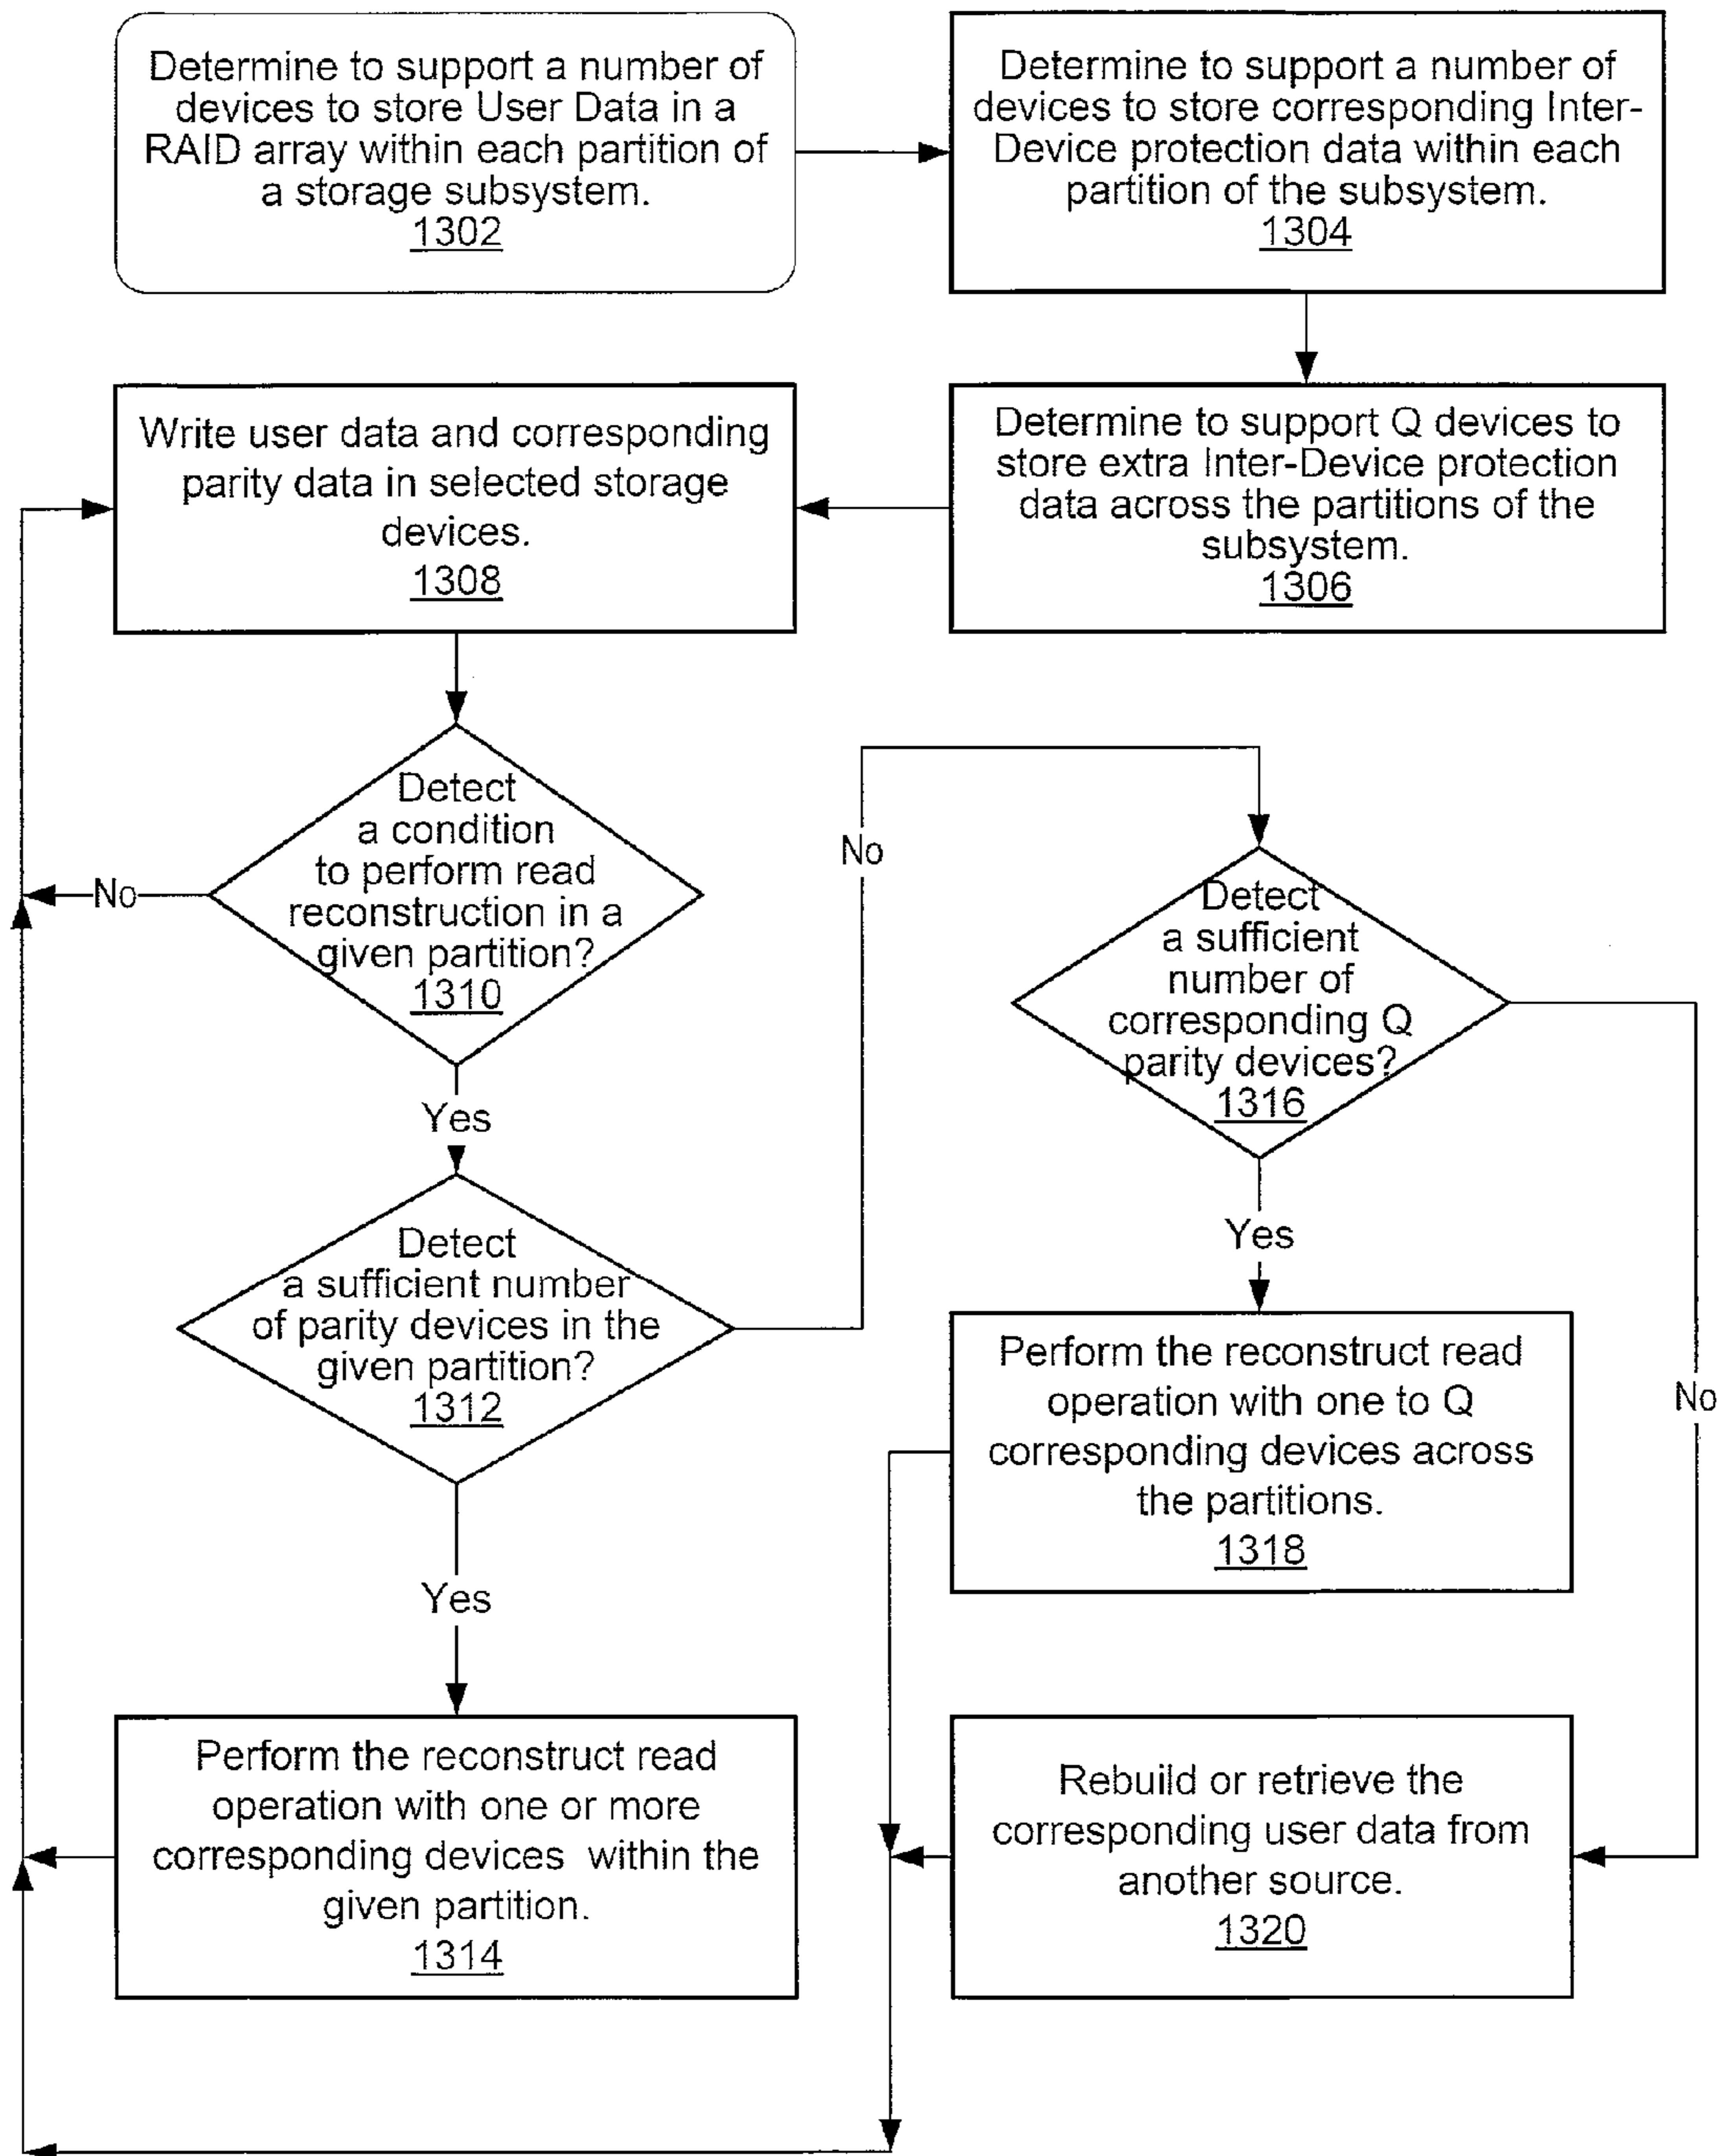 Determine to support a number of
devices to store User Data in a
RAID array within each partition of
a storage subsystem.
1302
Determine to support a number of
devices to store corresponding Inter-
Device protection data within each
partition of the subsystem.
1304
Determine to support Q devices to
store extra Inter-Device protection
data across the partitions of the
subsystem.
1306
Write user data and corresponding
parity data in selected storage
devices.
1308
Detect
a condition
to perform read
reconstruction in a
given partition?
1310
No
Yes
Detect
a sufficient number
of parity devices in the
given partition?
1312
No
Yes
Perform the reconstruct read
operation with one or more
corresponding devices within the
given partition.
1314
Detect
a sufficient
number of
corresponding Q
parity devices?
1316
Yes
No
Perform the reconstruct read
operation with one to Q
corresponding devices across
the partitions.
1318
Rebuild or retrieve the
corresponding user data from
another source.
1320